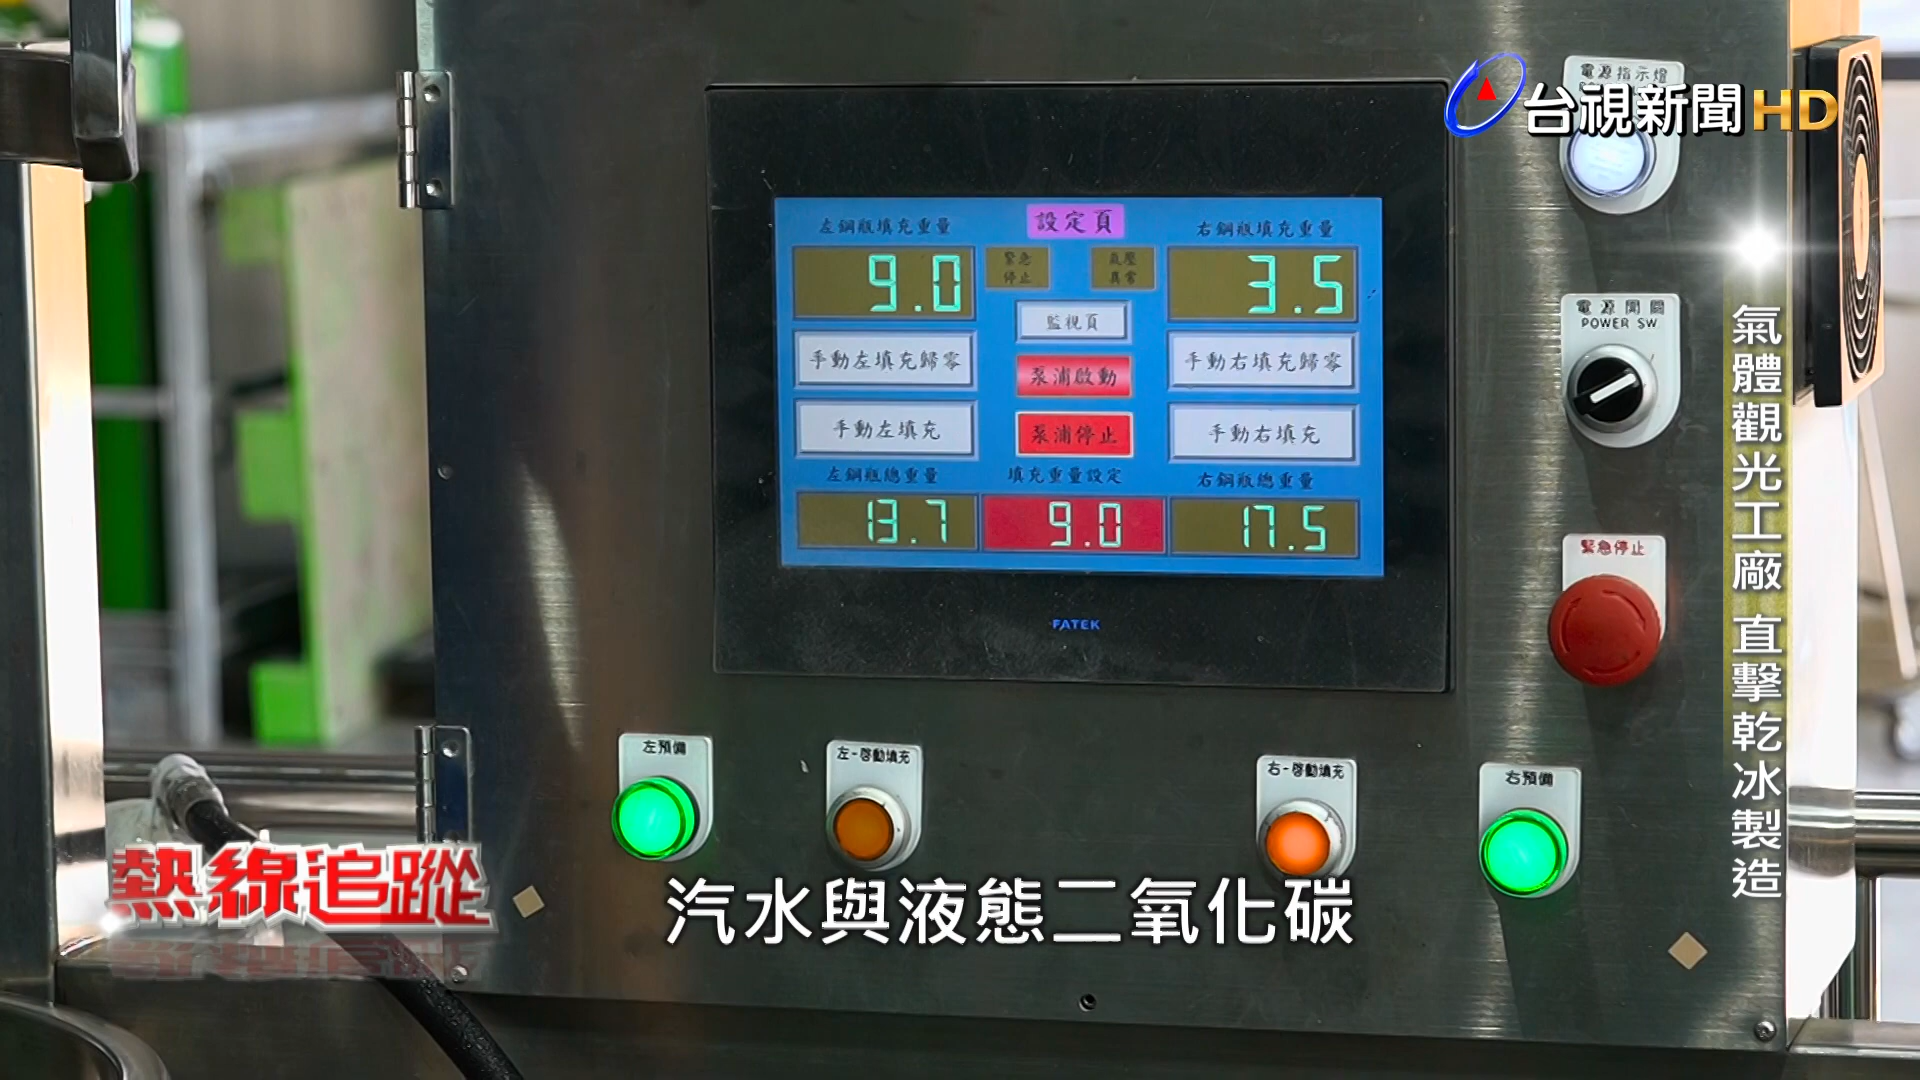 電源指示燈
台視新聞HD
左鋼瓶填充重量
設定頁
右鋼瓶填充重量
9.0
緊急
停止
氣壓
異常
3.5
監視頁
手動左填充歸零
泵浦啟動
手動右填充歸零
手動左填充
泵浦停止
手動右填充
左鋼瓶總重量
填充重量設定
右鋼瓶總重量
13.7
9.0
17.5
FATEK
電源開關
POWER SW
緊急停止
氣體觀光工廠 直擊乾冰製造
左預備
左-啓動填充
右-啓動填充
右預備
熱線追蹤
汽水與液態二氧化碳